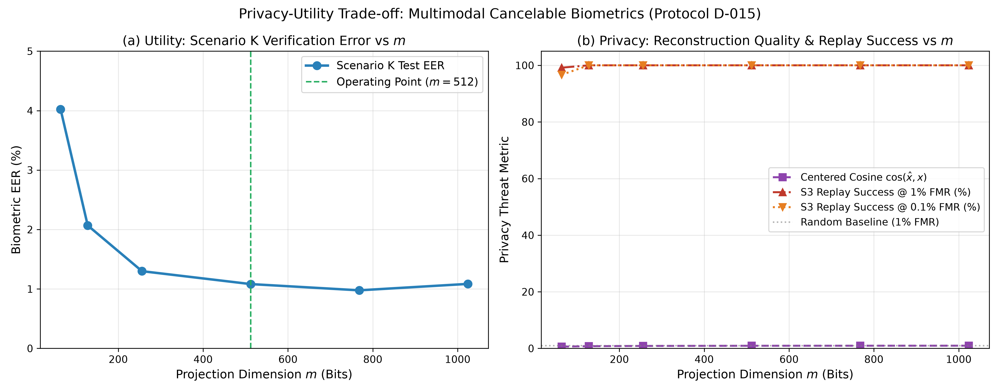 Privacy-Utility Trade-off: Multimodal Cancelable Biometrics (Protocol D-015)
(a) Utility: Scenario K Verification Error vs m
5
4
3
2
1
0
Biometric EER (%)
Scenario K Test EER
Operating Point (m = 512)
200 400 600 800 1000
Projection Dimension m (Bits)
(b) Privacy: Reconstruction Quality & Replay Success vs m
100
80
60
40
20
0
Privacy Threat Metric
Centered Cosine cos(x̂, x)
S3 Replay Success @ 1% FMR (%)
S3 Replay Success @ 0.1% FMR (%)
Random Baseline (1% FMR)
200 400 600 800 1000
Projection Dimension m (Bits)